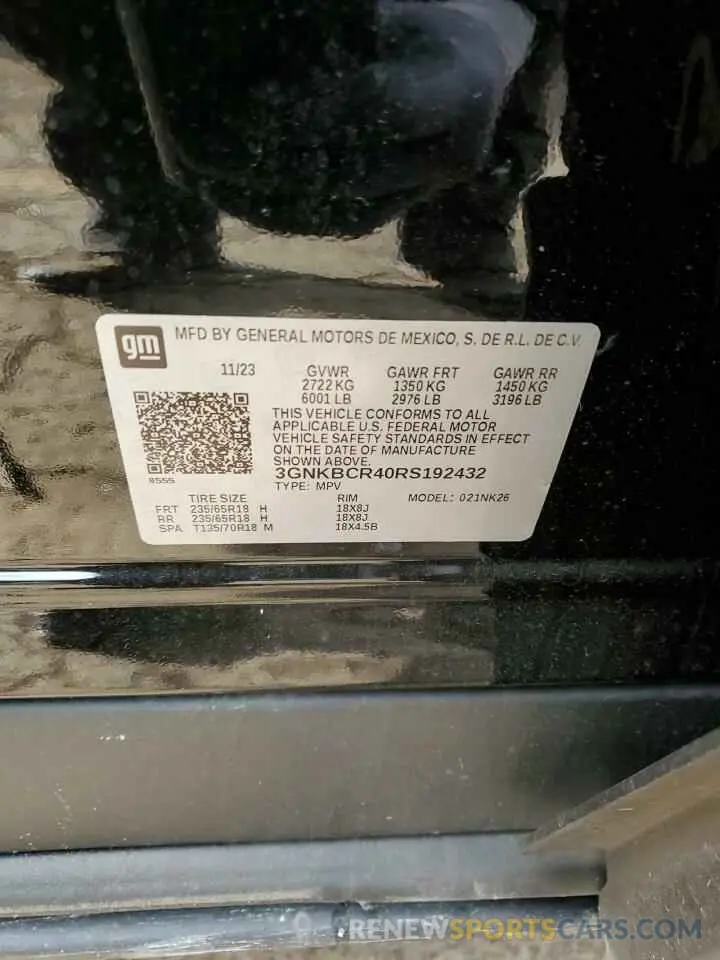 gm MFD BY GENERAL MOTORS DE MEXICO, S. DE R.L. DE C.V.
11/23 GVWR GAWR FRT GAWR RR
2722 KG 1350 KG 1450 KG
6001 LB 2976 LB 3196 LB
THIS VEHICLE CONFORMS TO ALL
APPLICABLE U.S. FEDERAL MOTOR
VEHICLE SAFETY STANDARDS IN EFFECT
ON THE DATE OF MANUFACTURE
SHOWN ABOVE.
3GNKBCR40RS192432
8555 TYPE: MPV
TIRE SIZE RIM MODEL: 021NK26
FRT 235/65R18 H 18X8J
RR 235/65R18 H 18X8J
SPA T135/70R18 M 18X4.5B
RENEWSPORTSCARS.COM